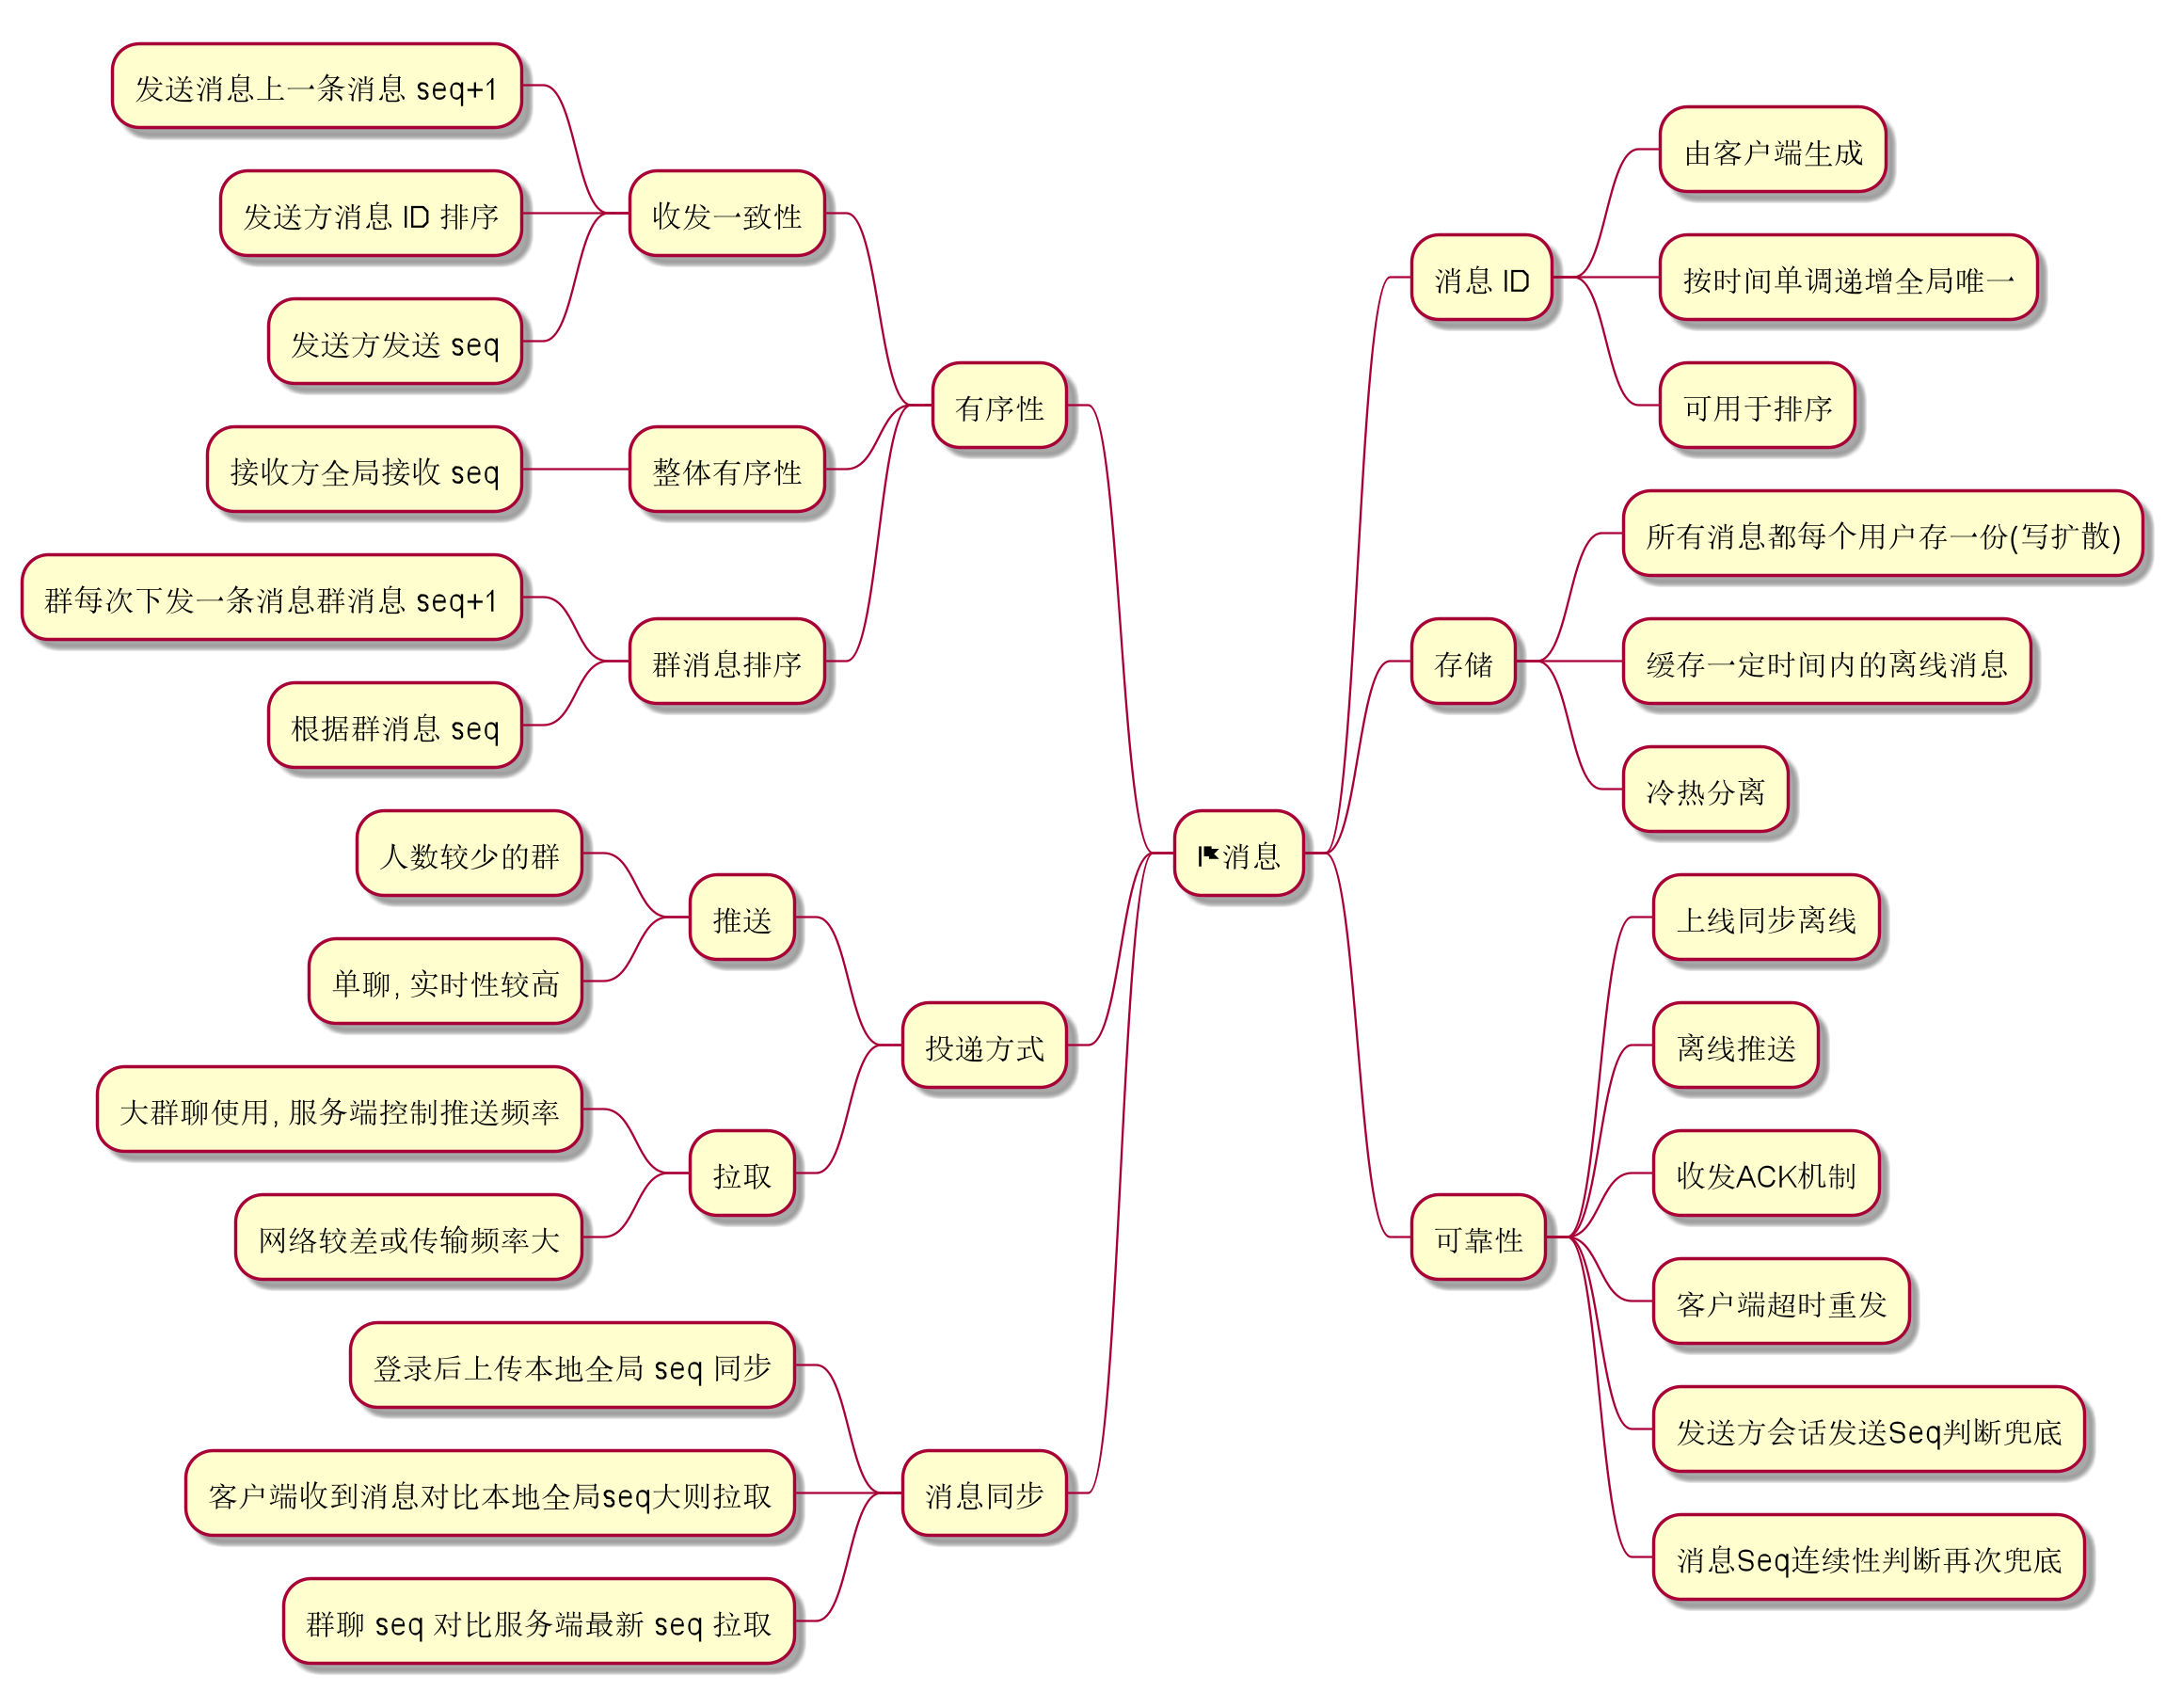 消息
消息 ID
由客户端生成
按时间单调递增全局唯一
可用于排序
存储
所有消息都每个用户存一份(写扩散)
缓存一定时间内的离线消息
冷热分离
可靠性
上线同步离线
离线推送
收发ACK机制
客户端超时重发
发送方会话发送Seq判断兜底
消息Seq连续性判断再次兜底
有序性
收发一致性
发送消息上一条消息 seq+1
发送方消息 ID 排序
发送方发送 seq
整体有序性
接收方全局接收 seq
群消息排序
群每次下发一条消息群消息 seq+1
根据群消息 seq
投递方式
推送
人数较少的群
单聊, 实时性较高
拉取
大群聊使用, 服务端控制推送频率
网络较差或传输频率大
消息同步
登录后上传本地全局 seq 同步
客户端收到消息对比本地全局seq大则拉取
群聊 seq 对比服务端最新 seq 拉取